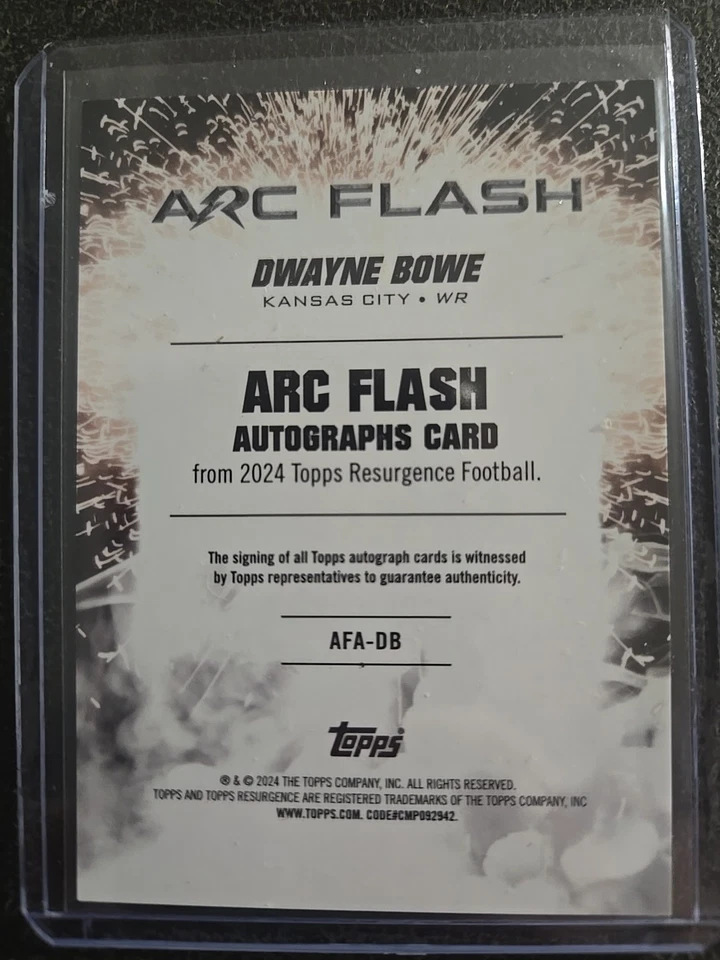 ARC FLASH
DWAYNE BOWE
KANSAS CITY • WR
ARC FLASH
AUTOGRAPHS CARD
from 2024 Topps Resurgence Football.
The signing of all Topps autograph cards is witnessed
by Topps representatives to guarantee authenticity.
AFA-DB
topps
® & © 2024 THE TOPPS COMPANY, INC. ALL RIGHTS RESERVED.
TOPPS AND TOPPS RESURGENCE ARE REGISTERED TRADEMARKS OF THE TOPPS COMPANY, INC
WWW.TOPPS.COM. CODE#CMP092942.